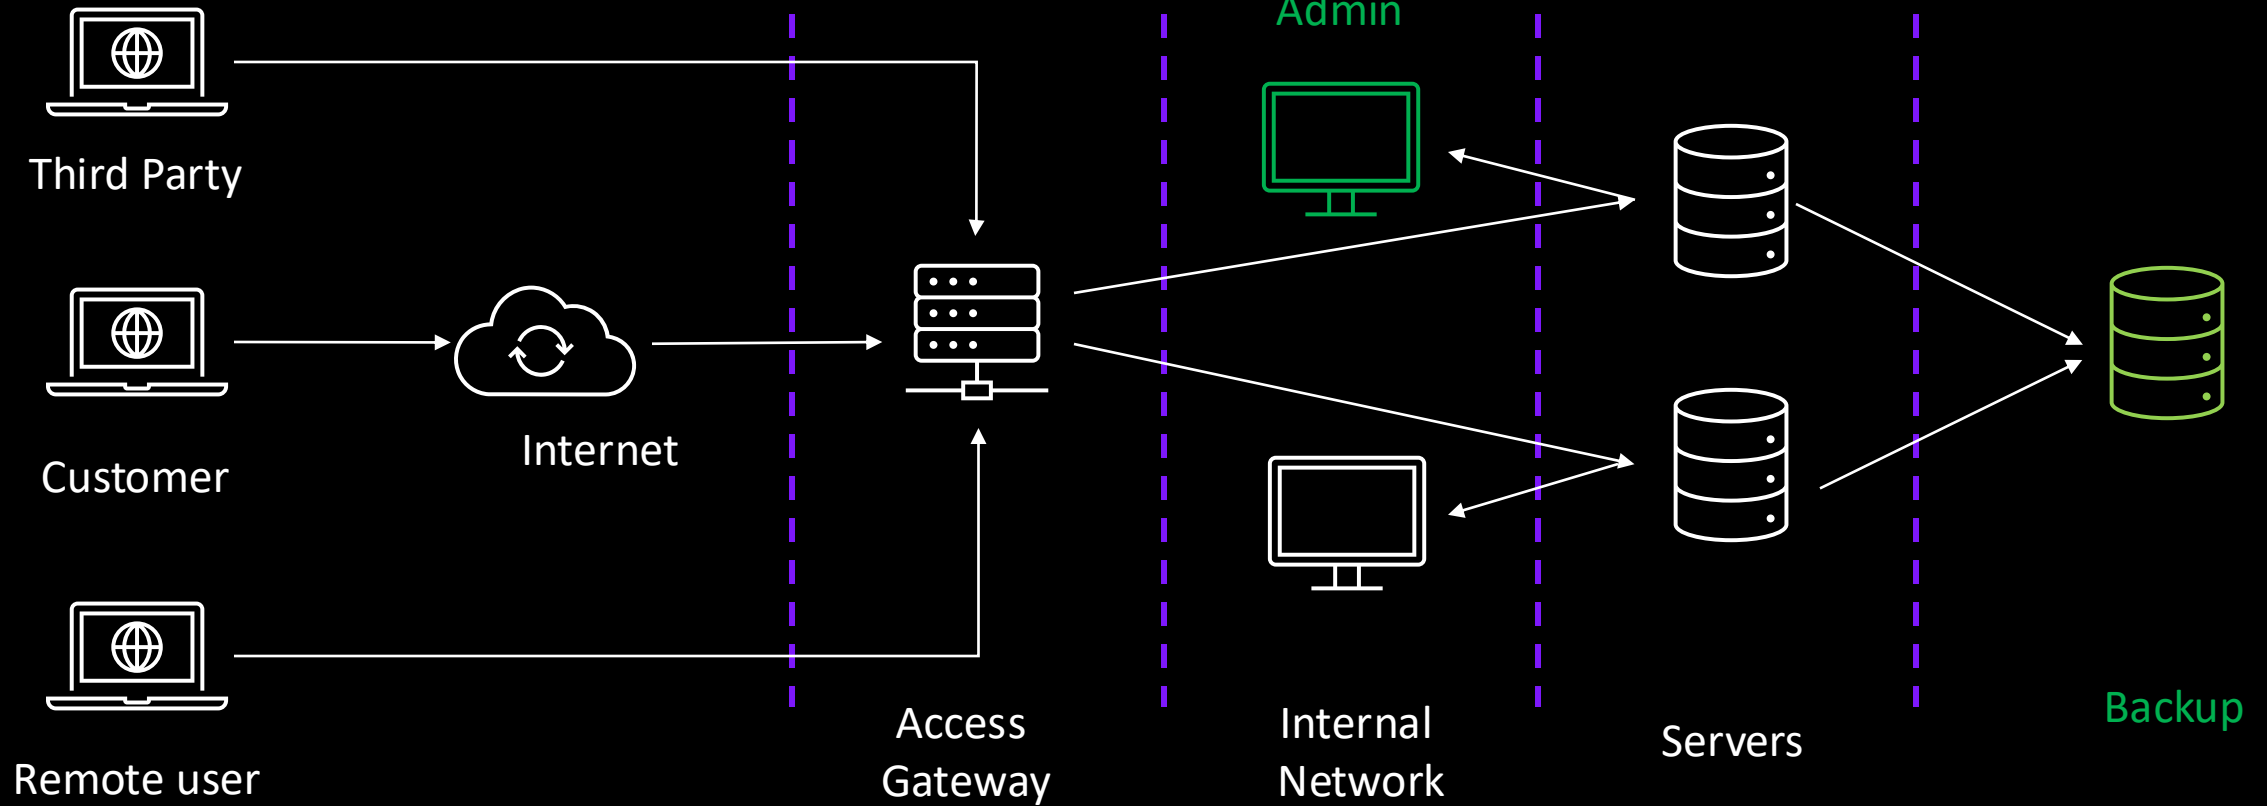 Admin
Third Party
Internet
Customer
Access
Gateway
Internal
Network
Servers
Backup
Remote user